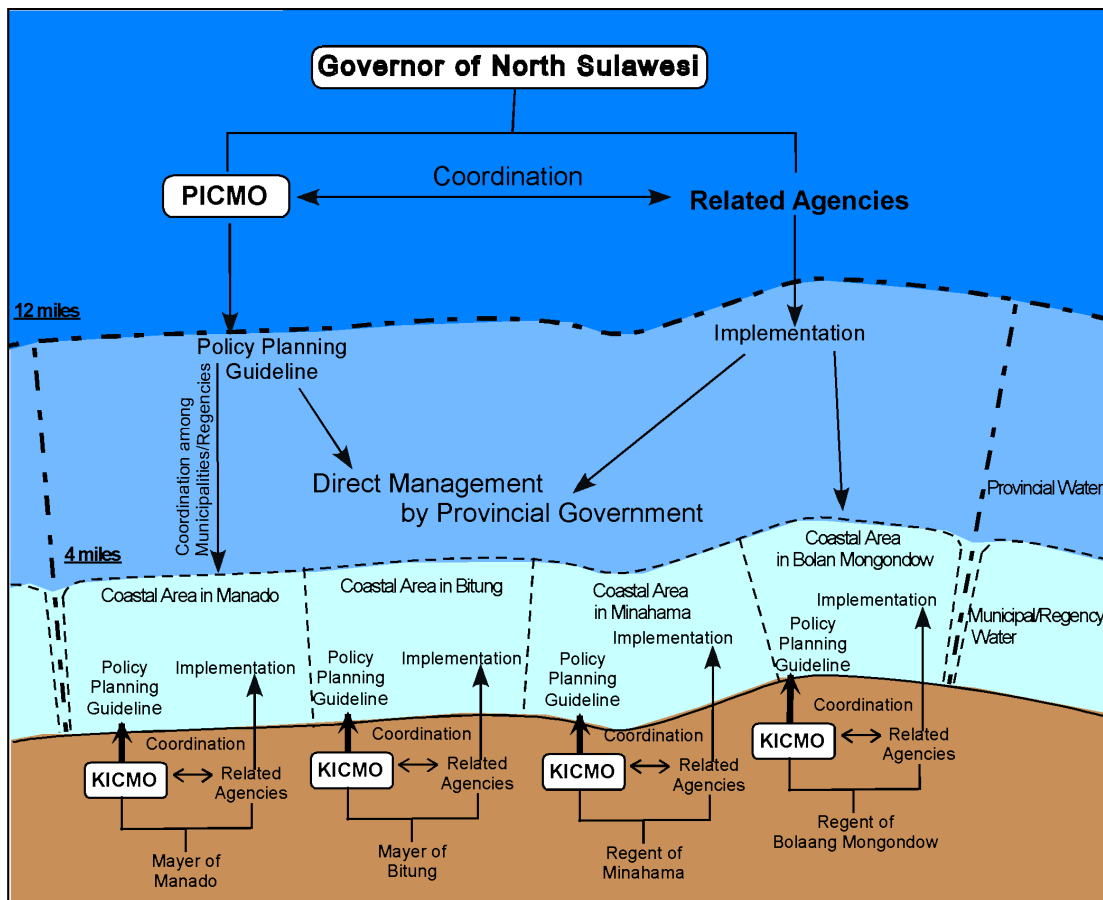 Governor of North Sulawesi
Coordination
PICMO
Related Agencies
12 miles
Policy Planning
Guideline
Implementation
Coordination among
Municipalities/Regencies
Direct Management
by Provincial Government
Provincial Water
4 miles
Coastal Area in Manado
Coastal Area in Bitung
Coastal Area
in Minahama
Coastal Area
in Bolan Mongondow
Municipal/Regency
Water
Policy
Planning
Guideline
Implementation
Policy
Planning
Guideline
Implementation
Policy
Planning
Guideline
Implementation
Policy
Planning
Guideline
Implementation
Coordination
KICMO
Related
Agencies
Mayer of
Manado
Coordination
KICMO
Related
Agencies
Mayer of
Bitung
Coordination
KICMO
Related
Agencies
Regent of
Minahama
Coordination
KICMO
Related
Agencies
Regent of
Bolaang Mongondow